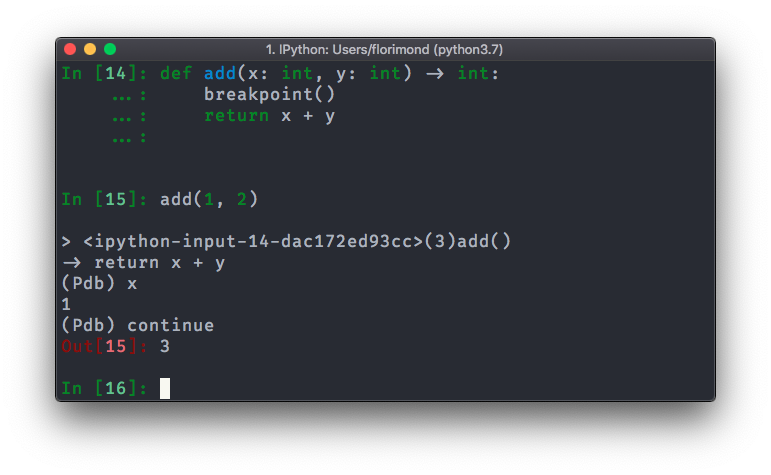 1. IPython: Users/florimond (python3.7)
In [14]: def add(x: int, y: int) -> int:
    ...:     breakpoint()
    ...:     return x + y
    ...:
In [15]: add(1, 2)
> <ipython-input-14-dac172ed93cc>(3)add()
-> return x + y
(Pdb) x
1
(Pdb) continue
Out[15]: 3
In [16]: